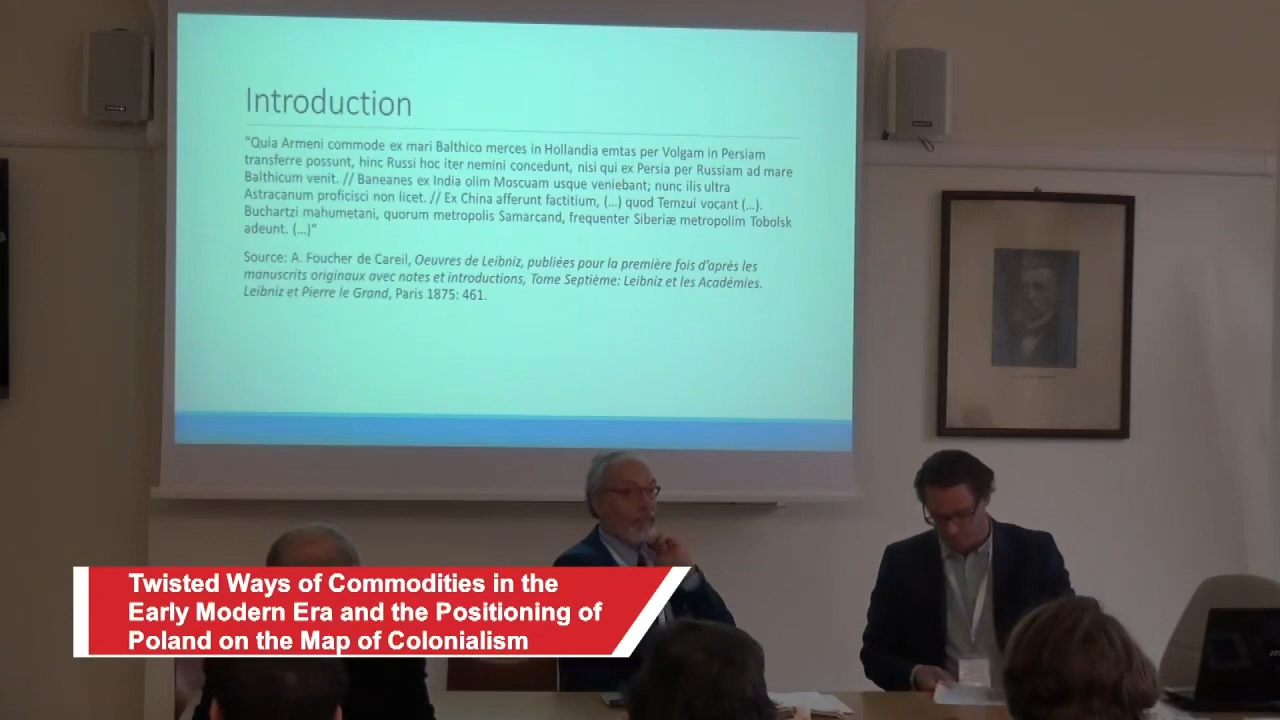 Introduction
“Quia Armeni commode ex mari Balthico merces in Hollandia emtas per Volgam in Persiam
transferre possunt, hinc Russi hoc iter nemini concedunt, nisi qui ex Persia per Russiam ad mare
Balthicum venit. // Baneanes ex India olim Moscuam usque veniebant; nunc ilis ultra
Astracanum proficisci non licet. // Ex China afferunt factitium, (...) quod Temzui vocant (...).
Buchartzi mahumetani, quorum metropolis Samarcand, frequenter Siberiæ metropolim Tobolsk
adeunt. (...)”
Source: A. Foucher de Careil, Oeuvres de Leibniz, publiées pour la première fois d’après les
manuscrits originaux avec notes et introductions, Tome Septième: Leibniz et les Académies.
Leibniz et Pierre le Grand, Paris 1875: 461.
Twisted Ways of Commodities in the
Early Modern Era and the Positioning of
Poland on the Map of Colonialism